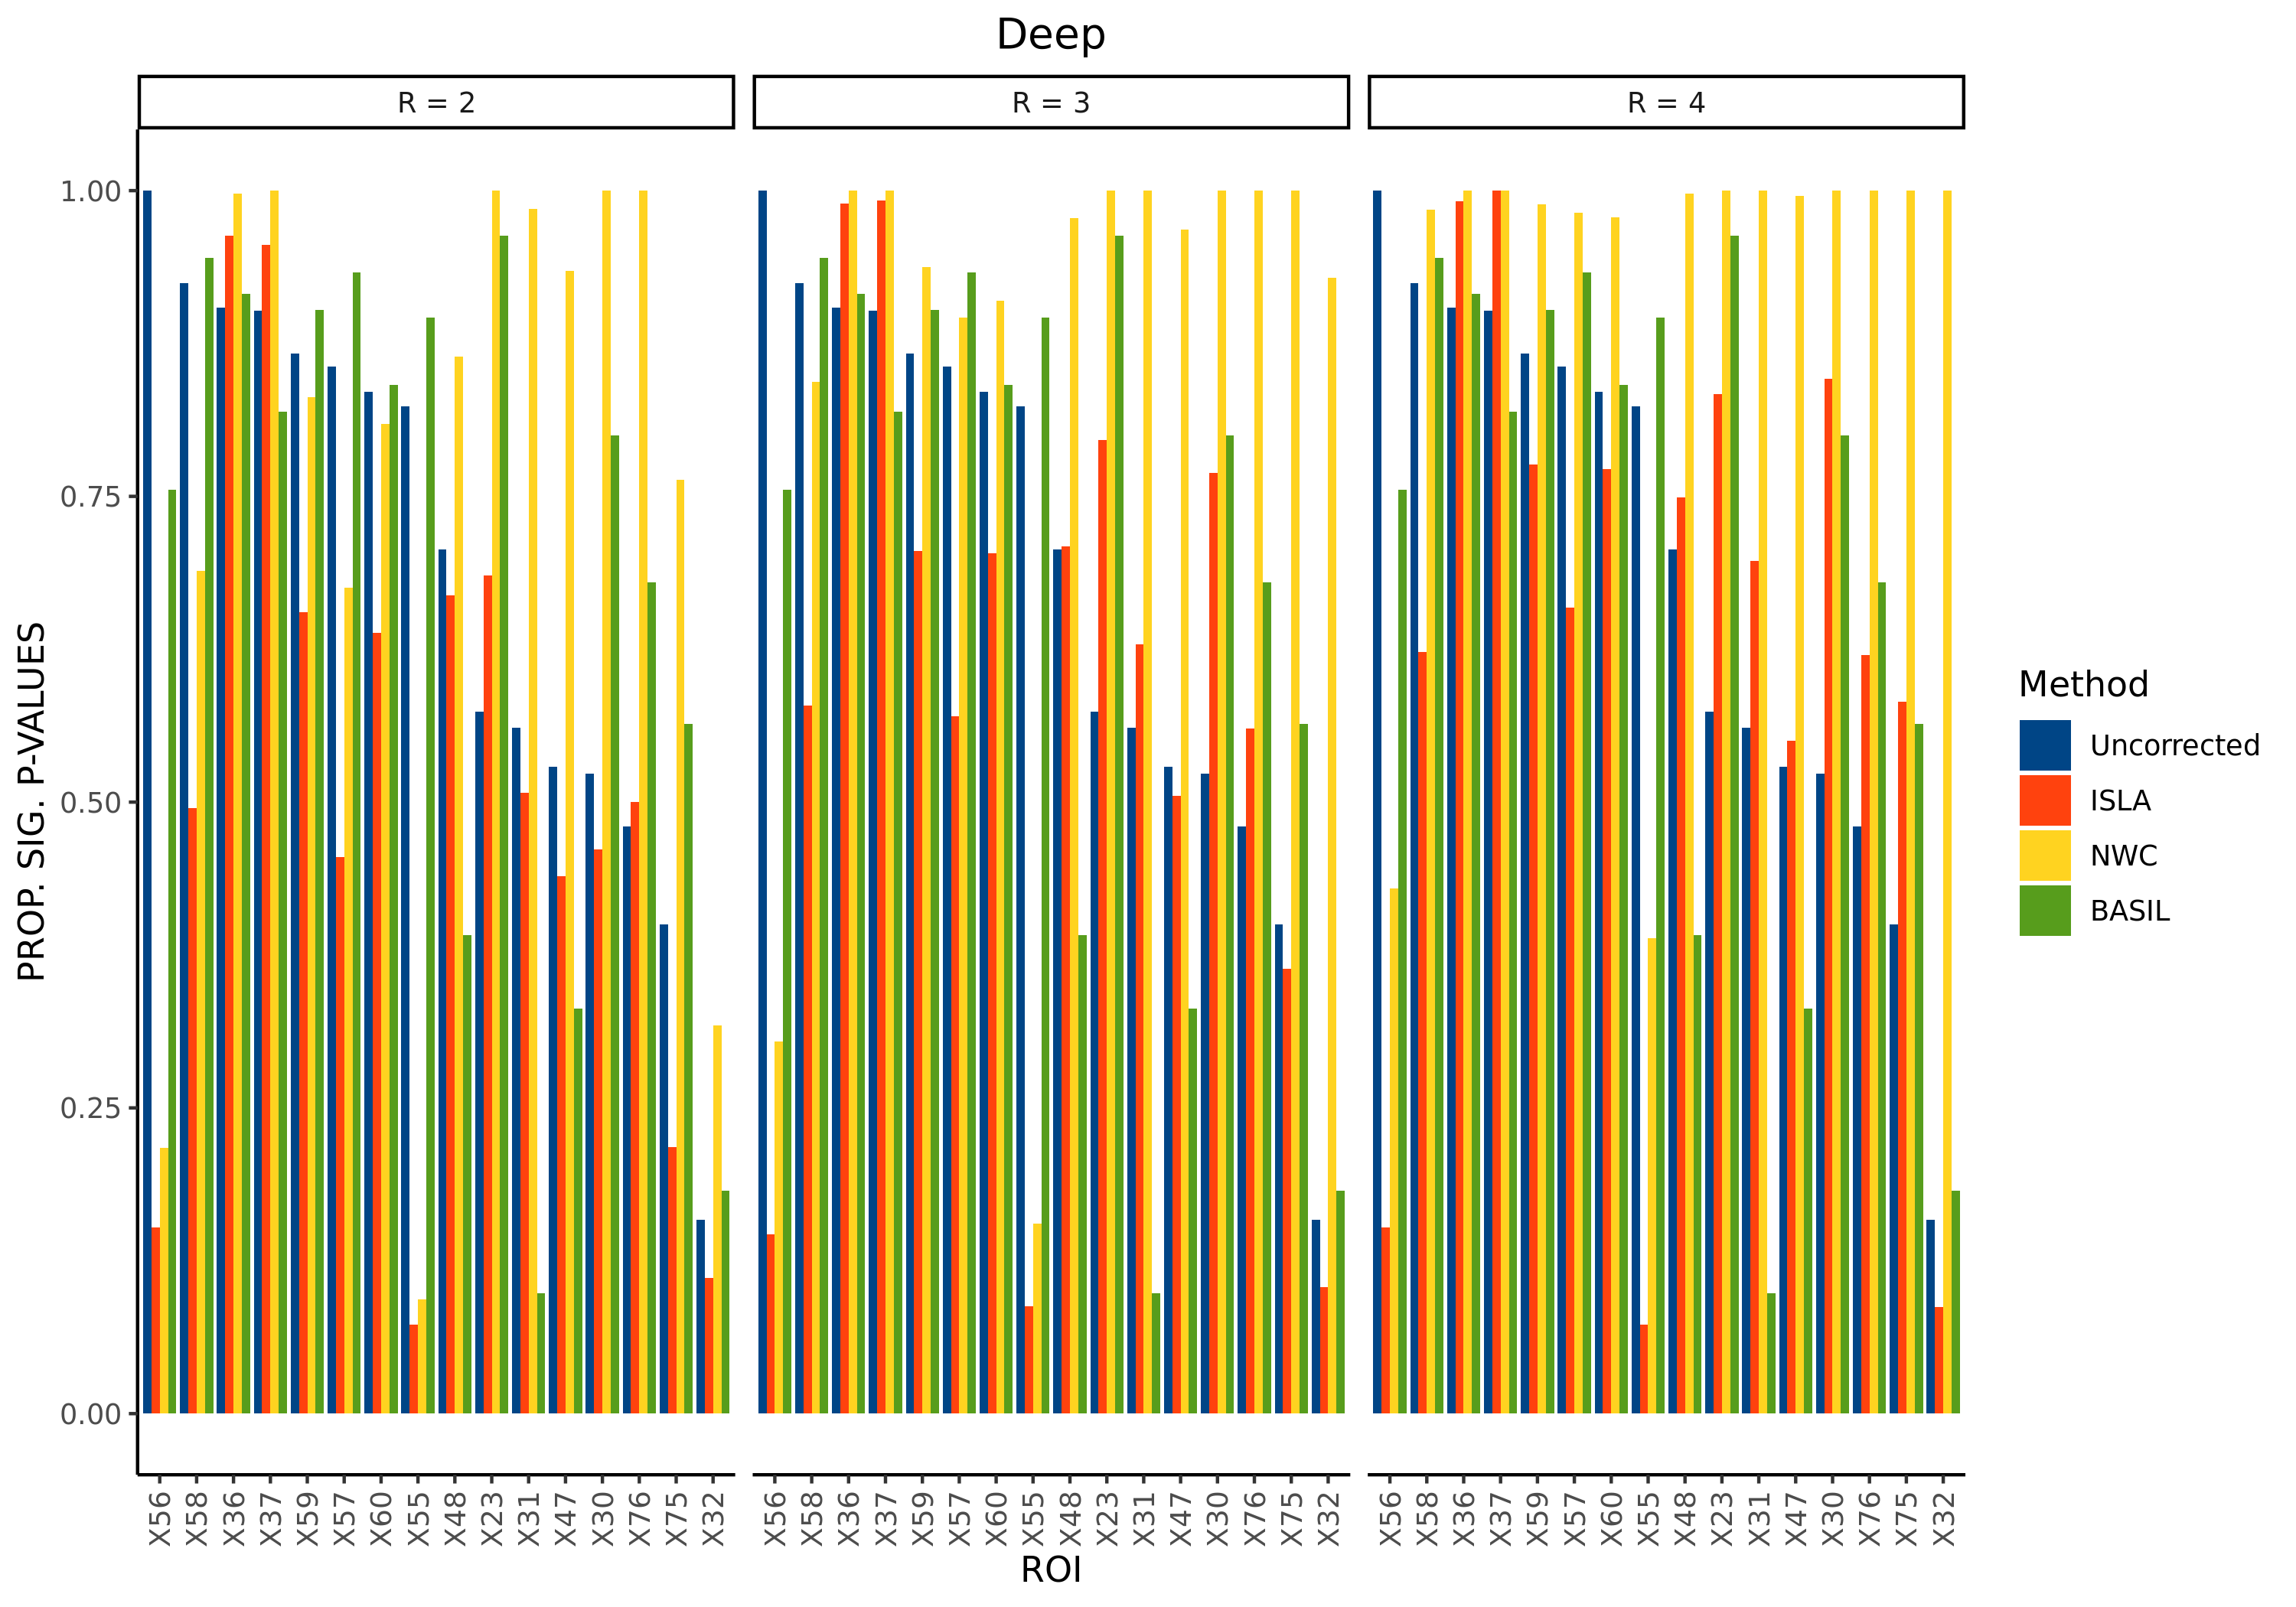 Deep
R = 2
R = 3
R = 4
PROP. SIG. P-VALUES
1.00
0.75
0.50
0.25
0.00
X56 X58 X36 X37 X59 X57 X60 X55 X48 X23 X31 X47 X30 X76 X75 X32
X56 X58 X36 X37 X59 X57 X60 X55 X48 X23 X31 X47 X30 X76 X75 X32
X56 X58 X36 X37 X59 X57 X60 X55 X48 X23 X31 X47 X30 X76 X75 X32
ROI
Method
Uncorrected
ISLA
NWC
BASIL